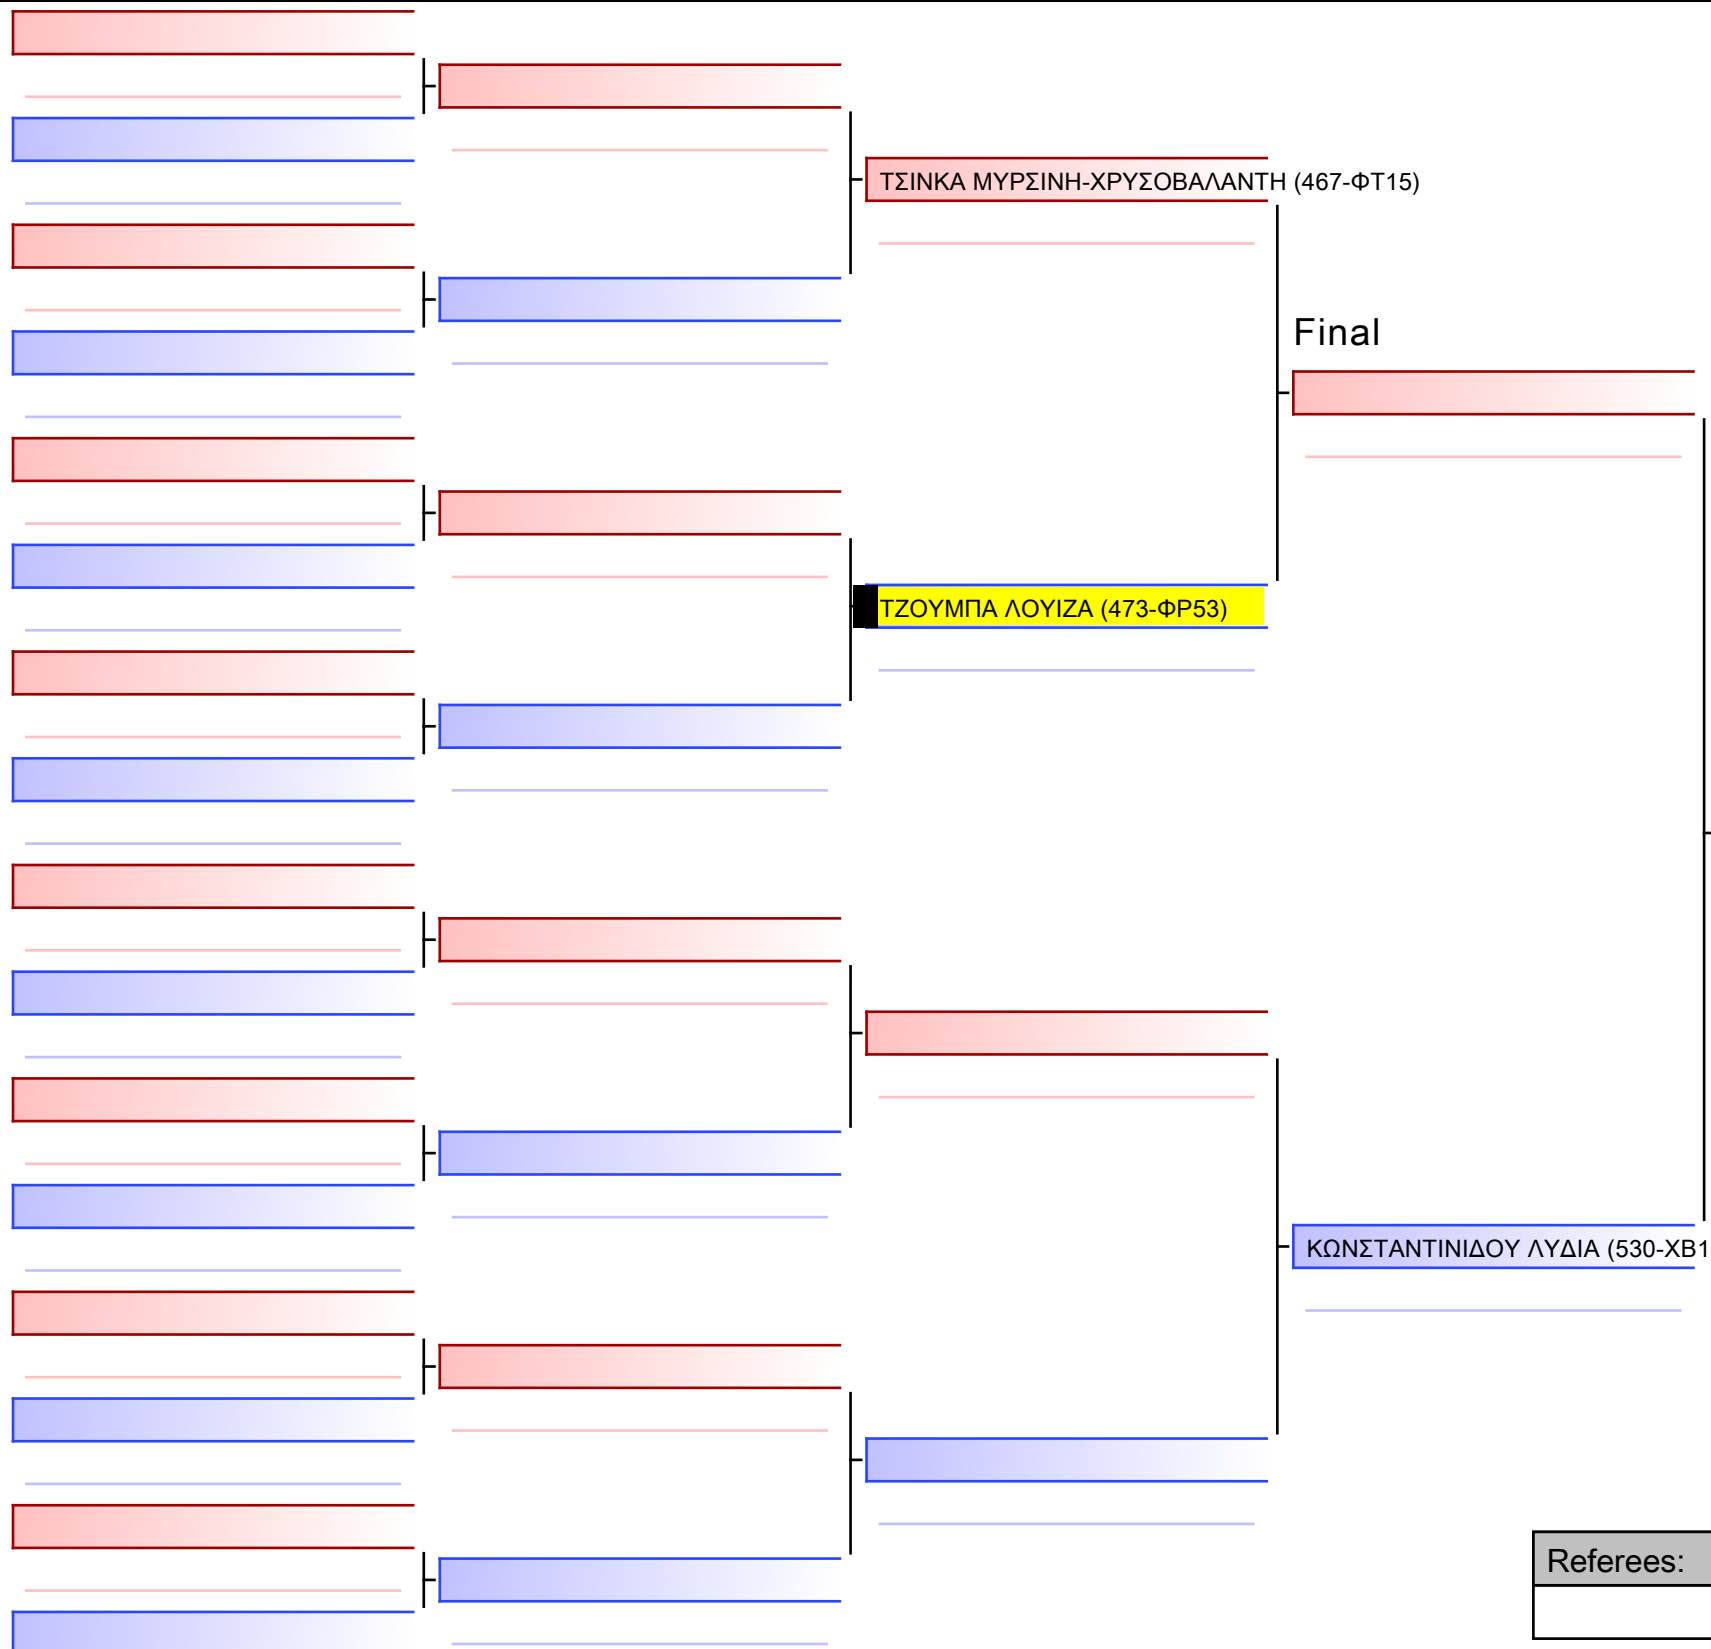 ΤΣΙΝΚΑ ΜΥΡΣΙΝΗ-ΧΡΥΣΟΒΑΛΑΝΤΗ (467-ΦΤ15)
Final
ΤΖΟΥΜΠΑ ΛΟΥΙΖΑ (473-ΦΡ53)
ΚΩΝΣΤΑΝΤΙΝΙΔΟΥ ΛΥΔΙΑ (530-ΧΒ1
Referees: